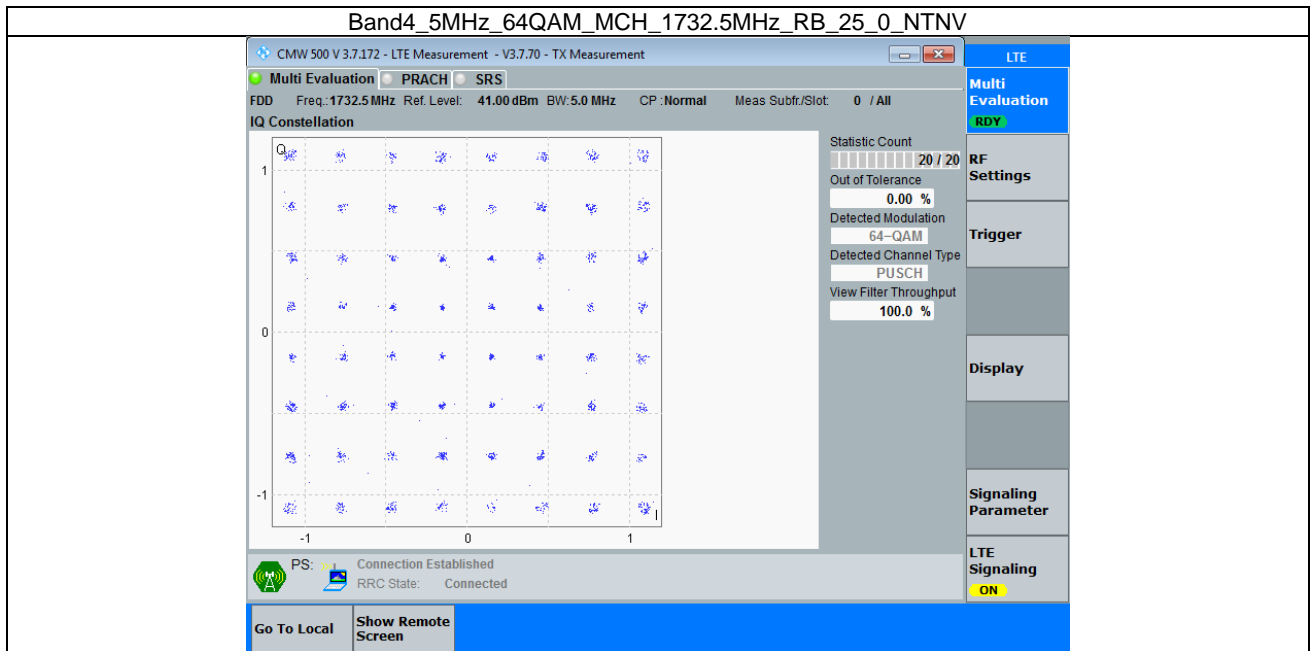 Band4_5MHz_64QAM_MCH_1732.5MHz_RB_25_0_NTNV
CMW 500 V 3.7.172 - LTE Measurement - V3.7.70 - TX Measurement
LTE
Multi Evaluation PRACH SRS
Multi
Evaluation
RDY
FDD Freq.:1732.5 MHz Ref. Level: 41.00 dBm BW:5.0 MHz CP :Normal Meas Subfr./Slot: 0 / All
IQ Constellation
Q
1
0
-1
-1
0
1
I
Statistic Count
20 / 20
Out of Tolerance
0.00 %
Detected Modulation
64-QAM
Detected Channel Type
PUSCH
View Filter Throughput
100.0 %
RF
Settings
Trigger
Display
Signaling
Parameter
LTE
Signaling
ON
PS:
Connection Established
RRC State: Connected
Go To Local
Show Remote
Screen